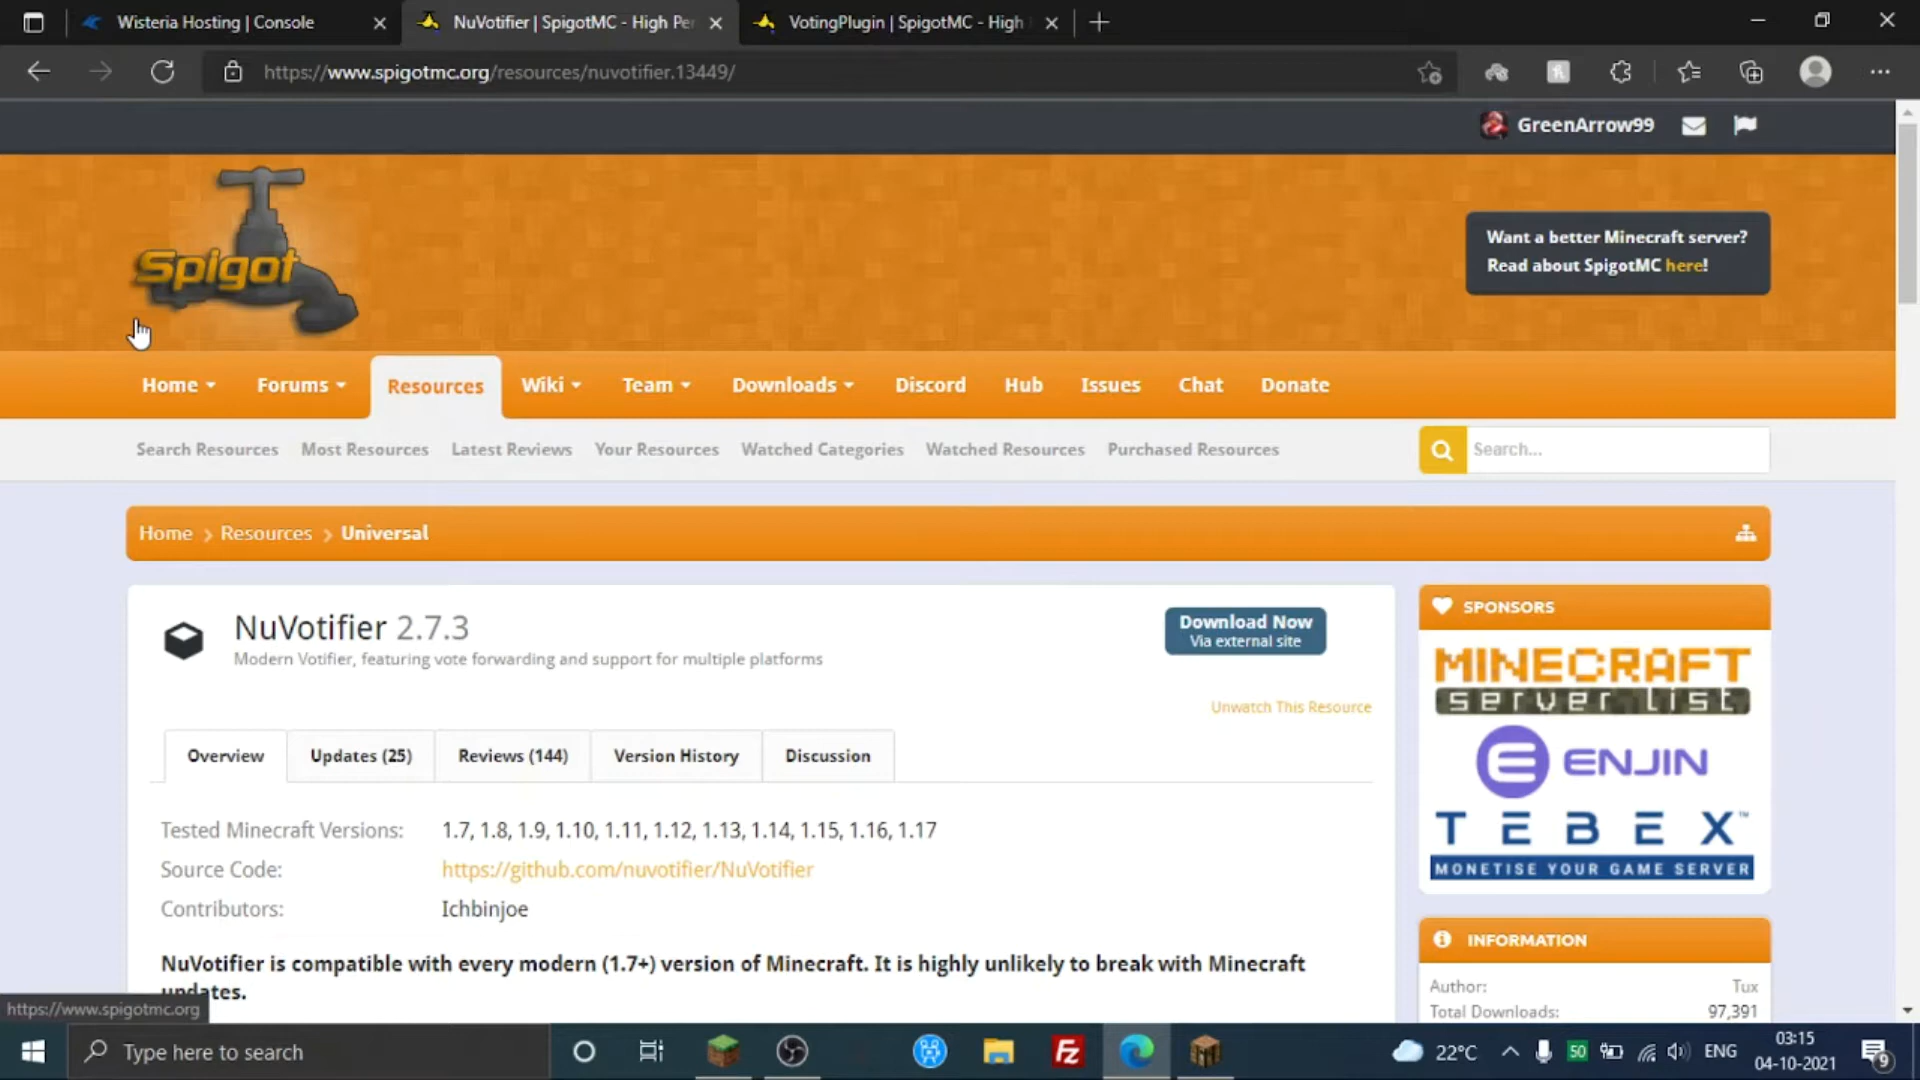 Wisteria Hosting | Console
NuVotifier | SpigotMC - High Per
VotingPlugin | SpigotMC - High
https://www.spigotmc.org/resources/nuvotifier.13449/
GreenArrow99
Spigot
Want a better Minecraft server?
Read about SpigotMC here!
Home
Forums
Resources
Wiki
Team
Downloads
Discord
Hub
Issues
Chat
Donate
Search Resources
Most Resources
Latest Reviews
Your Resources
Watched Categories
Watched Resources
Purchased Resources
Search...
Home
Resources
Universal
NuVotifier 2.7.3
Modern Votifier, featuring vote forwarding and support for multiple platforms
Download Now
Via external site
Unwatch This Resource
Overview
Updates (25)
Reviews (144)
Version History
Discussion
Tested Minecraft Versions: 1.7, 1.8, 1.9, 1.10, 1.11, 1.12, 1.13, 1.14, 1.15, 1.16, 1.17
Source Code: https://github.com/nuvotifier/NuVotifier
Contributors: Ichbinjoe
NuVotifier is compatible with every modern (1.7+) version of Minecraft. It is highly unlikely to break with Minecraft
updates.
SPONSORS
MINECRAFT
server list
ENJIN
TEBEX™
MONETISE YOUR GAME SERVER
INFORMATION
Author: Tux
Total Downloads: 97,391
https://www.spigotmc.org
Type here to search
Fz
22°C
50
ENG
03:15
04-10-2021
9